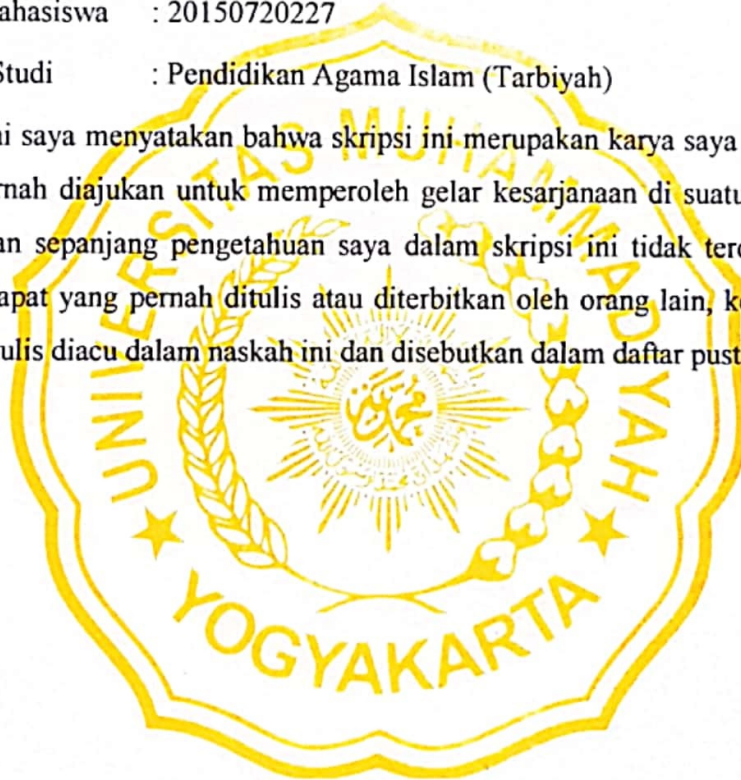 ahasiswa : 20150720227
Studi : Pendidikan Agama Islam (Tarbiyah)
ni saya menyatakan bahwa skripsi ini merupakan karya saya
rnah diajukan untuk memperoleh gelar kesarjanaan di suatu
an sepanjang pengetahuan saya dalam skripsi ini tidak terd
apat yang pernah ditulis atau diterbitkan oleh orang lain, k
ulis diacu dalam naskah ini dan disebutkan dalam daftar pust
UNIVERSITAS MUHAMMADIYAH
YOGYAKARTA
محمدية